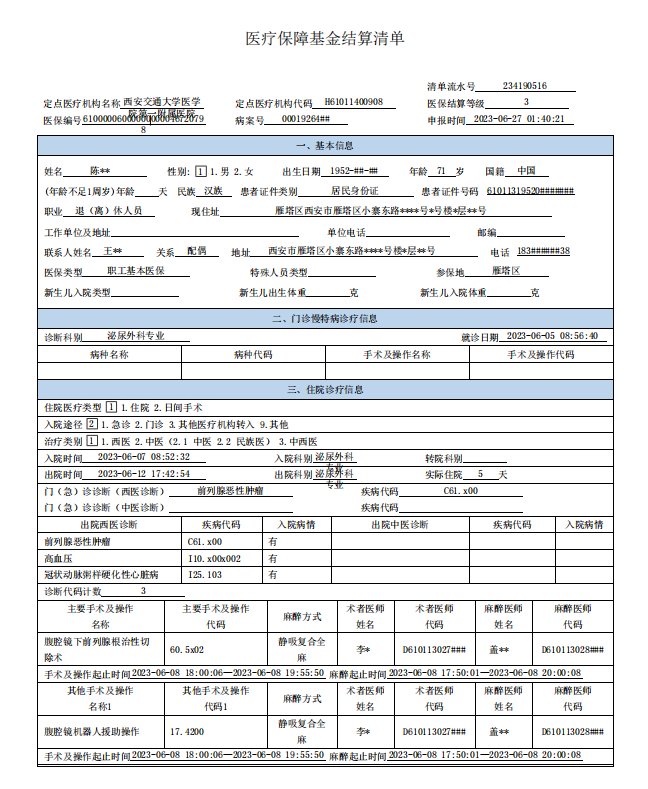 医疗保障基金结算清单
清单流水号 234190516
定点医疗机构名称 西安交通大学医学院第一附属医院 定点医疗机构代码 H61011400908 医保结算等级 3
医保编号 病案号 00019264## 申报时间 2023-06-27 01:40:21
一、基本信息
姓名 陈** 性别: 1 1.男 2.女 出生日期 1952-##-## 年龄 71 岁 国籍 中国
(年龄不足1周岁)年龄 天 民族 汉族 患者证件类别 居民身份证 患者证件号码 61011319520#######
职业 退（离）休人员 现住址 雁塔区西安市雁塔区小寨东路****号*号楼*层**号
工作单位及地址 单位电话 邮编
联系人姓名 王** 关系 配偶 地址 西安市雁塔区小寨东路****号楼*层**号 电话 183######38
医保类型 职工基本医保 特殊人员类型 参保地 雁塔区
新生儿入院类型 新生儿出生体重 克 新生儿入院体重 克
二、门诊慢特病诊疗信息
诊断科别 泌尿外科专业 就诊日期 2023-06-05 08:56:40
病种名称 病种代码 手术及操作名称 手术及操作代码
三、住院诊疗信息
住院医疗类型 1 1.住院 2.日间手术
入院途径 2 1.急诊 2.门诊 3.其他医疗机构转入 9.其他
治疗类别 1 1.西医 2.中医（2.1 中医 2.2 民族医） 3.中西医
入院时间 2023-06-07 08:52:32 入院科别 泌尿外科专业 转院科别
出院时间 2023-06-12 17:42:54 出院科别 泌尿外科专业 实际住院 5 天
门（急）诊诊断（西医诊断） 前列腺恶性肿瘤 疾病代码 C61.x00
门（急）诊诊断（中医诊断） 疾病代码
出院西医诊断 疾病代码 入院病情 出院中医诊断 疾病代码 入院病情
前列腺恶性肿瘤 C61.x00 有
高血压 I10.x00x002 有
冠状动脉粥样硬化性心脏病 I25.103 有
诊断代码计数 3
主要手术及操作 主要手术及操作 麻醉方式 术者医师 术者医师 麻醉医师 麻醉医师
名称 代码 姓名 代码 姓名 代码
腹腔镜下前列腺根治性切 60.5x02 静吸复合全 李* D610113027### 盖** D610113028###
除术 麻
手术及操作起止时间 2023-06-08 18:00:06—2023-06-08 19:55:50 麻醉起止时间 2023-06-08 17:50:01—2023-06-08 20:00:08
其他手术及操作 其他手术及操作 麻醉方式 术者医师 术者医师 麻醉医师 麻醉医师
名称1 代码1 姓名 代码 姓名 代码
腹腔镜机器人援助操作 17.4200 静吸复合全 李* D610113027### 盖** D610113028###
麻
手术及操作起止时间 2023-06-08 18:00:06—2023-06-08 19:55:50 麻醉起止时间 2023-06-08 17:50:01—2023-06-08 20:00:08